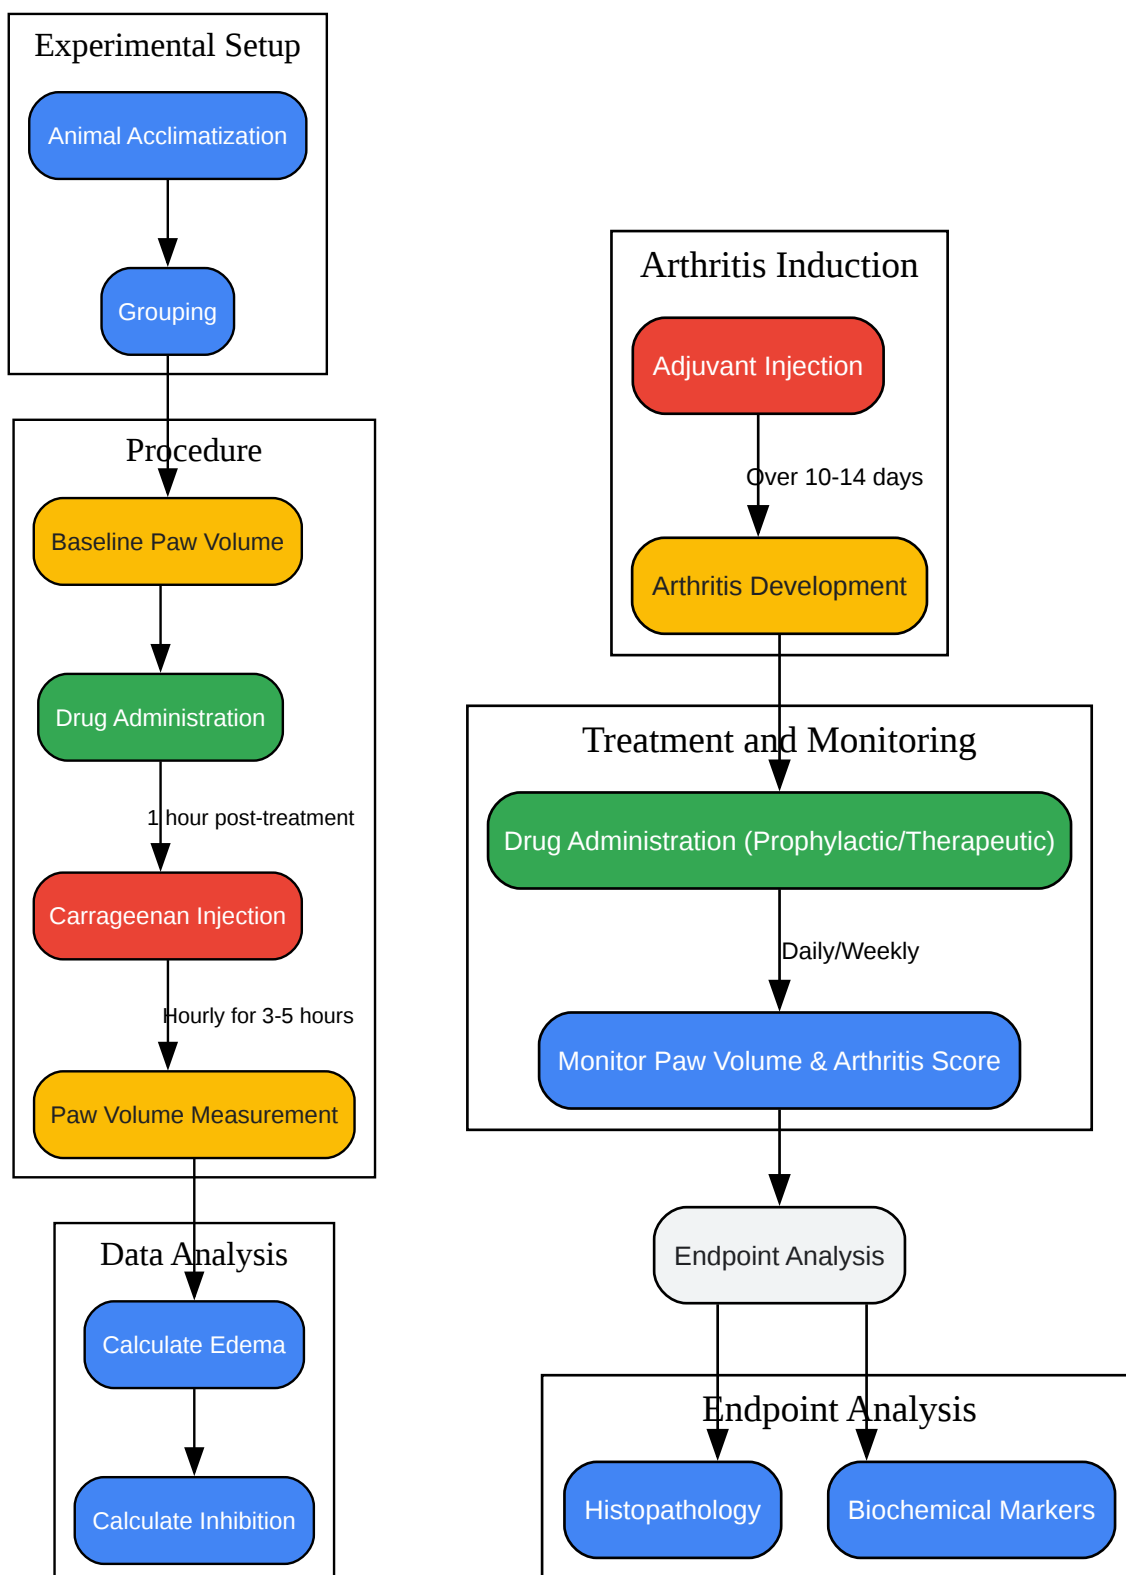 Experimental Setup
Animal Acclimatization
Grouping
Procedure
Baseline Paw Volume
Drug Administration
1 hour post-treatment
Carrageenan Injection
Hourly for 3-5 hours
Paw Volume Measurement
Data Analysis
Calculate Edema
Calculate Inhibition
Arthritis Induction
Adjuvant Injection
Over 10-14 days
Arthritis Development
Treatment and Monitoring
Drug Administration (Prophylactic/Therapeutic)
Daily/Weekly
Monitor Paw Volume & Arthritis Score
Endpoint Analysis
Endpoint Analysis
Histopathology
Biochemical Markers